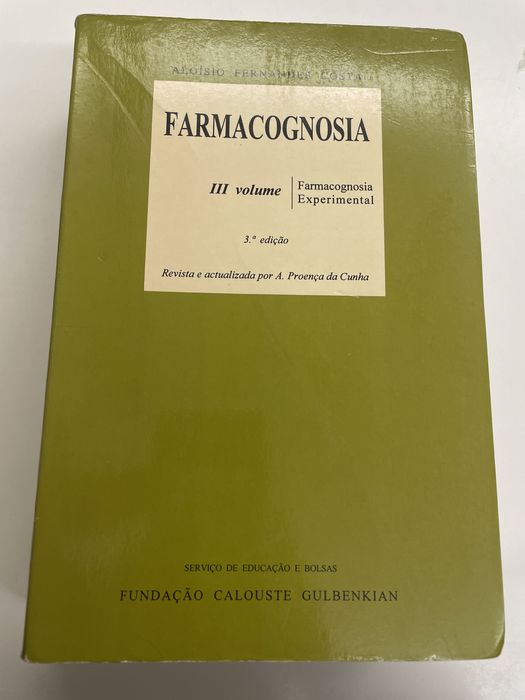 ALOÍSIO FERNANDES COSTA
FARMACOGNOSIA
III volume
Farmacognosia
Experimental
3.ª edição
Revista e actualizada por A. Proença da Cunha
SERVIÇO DE EDUCAÇÃO E BOLSAS
FUNDAÇÃO CALOUSTE GULBENKIAN